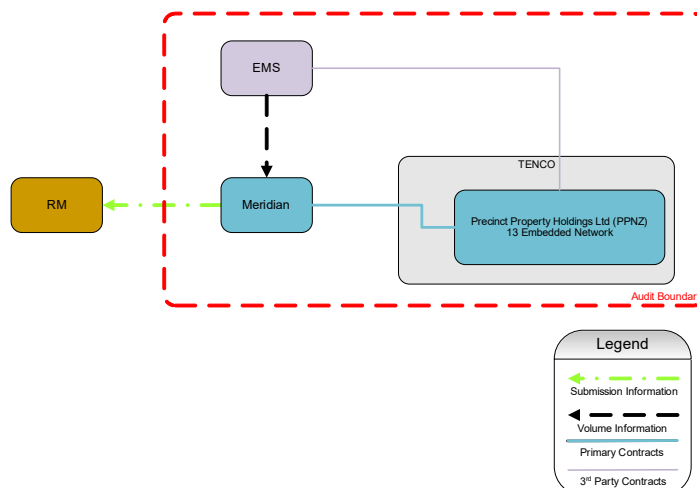 EMS
TENCO
RM
Meridian
Precinct Property Holdings Ltd (PPNZ)
13 Embedded Network
Audit Boundar
Legend
Submission Information
Volume Information
Primary Contracts
3rd Party Contracts